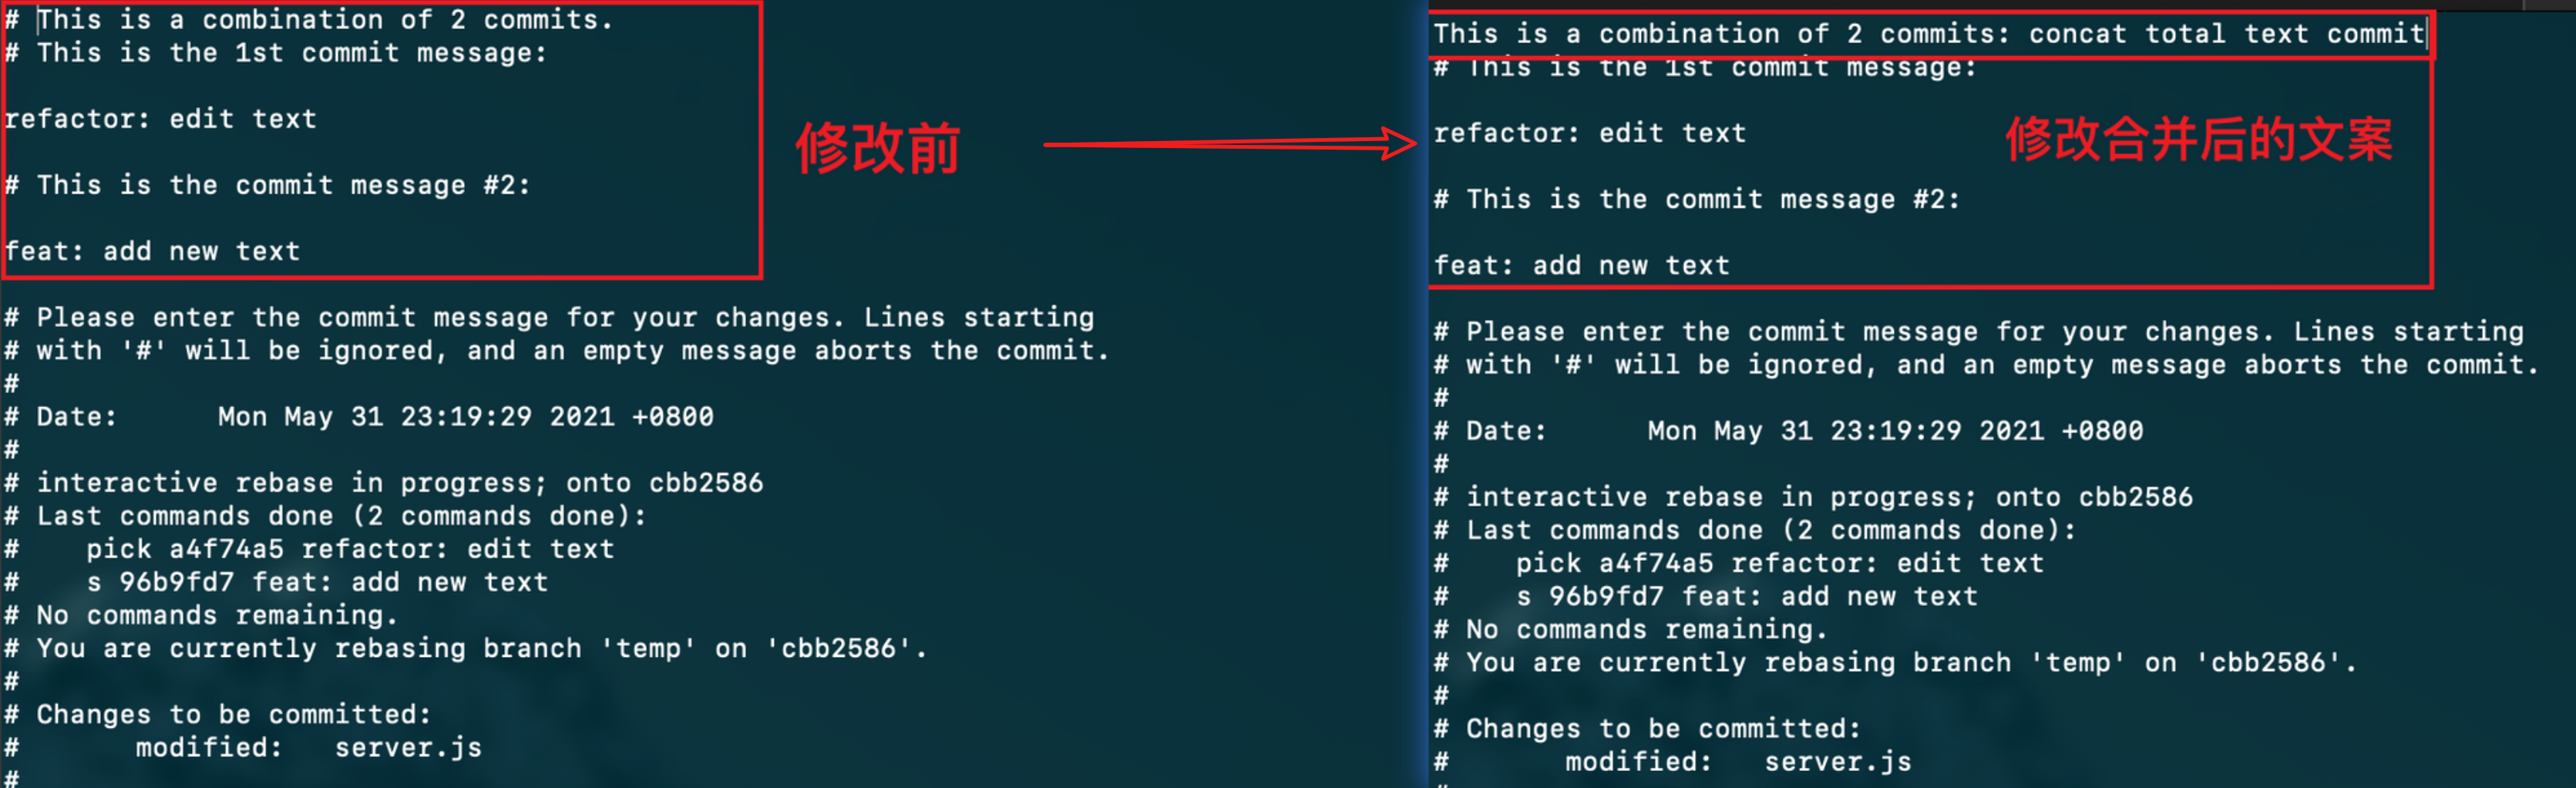 # This is a combination of 2 commits.
# This is the 1st commit message:
refactor: edit text
# This is the commit message #2:
feat: add new text
# Please enter the commit message for your changes. Lines starting
# with '#' will be ignored, and an empty message aborts the commit.
#
# Date:      Mon May 31 23:19:29 2021 +0800
#
# interactive rebase in progress; onto cbb2586
# Last commands done (2 commands done):
#    pick a4f74a5 refactor: edit text
#    s 96b9fd7 feat: add new text
# No commands remaining.
# You are currently rebasing branch 'temp' on 'cbb2586'.
#
# Changes to be committed:
#       modified:   server.js
#
修改前
This is a combination of 2 commits: concat total text commit
# This is the 1st commit message:
refactor: edit text
修改合并后的文案
# This is the commit message #2:
feat: add new text
# Please enter the commit message for your changes. Lines starting
# with '#' will be ignored, and an empty message aborts the commit.
#
# Date:      Mon May 31 23:19:29 2021 +0800
#
# interactive rebase in progress; onto cbb2586
# Last commands done (2 commands done):
#    pick a4f74a5 refactor: edit text
#    s 96b9fd7 feat: add new text
# No commands remaining.
# You are currently rebasing branch 'temp' on 'cbb2586'.
#
# Changes to be committed:
#       modified:   server.js
#